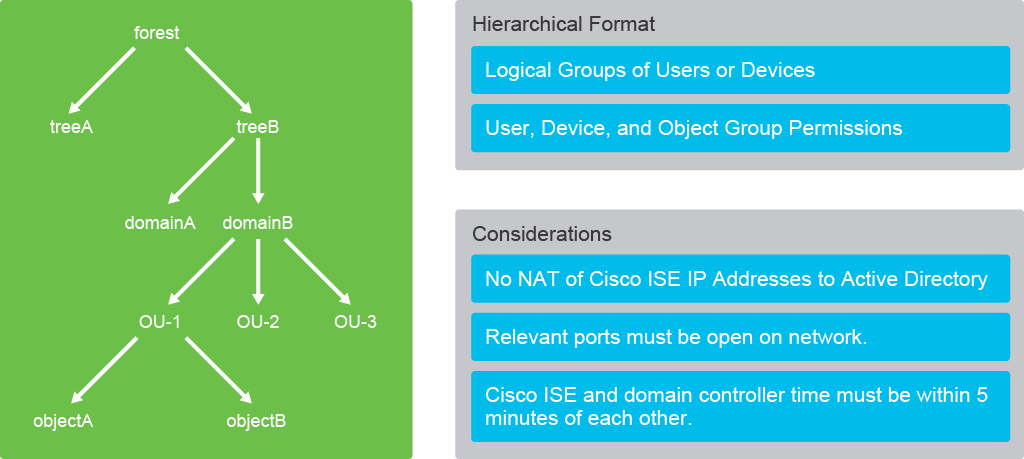 forest
treeA
treeB
domainA
domainB
OU-1
OU-2
OU-3
objectA
objectB
Hierarchical Format
Logical Groups of Users or Devices
User, Device, and Object Group Permissions
Considerations
No NAT of Cisco ISE IP Addresses to Active Directory
Relevant ports must be open on network.
Cisco ISE and domain controller time must be within 5
minutes of each other.